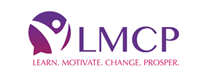 LMCP
LEARN. MOTIVATE. CHANGE. PROSPER.